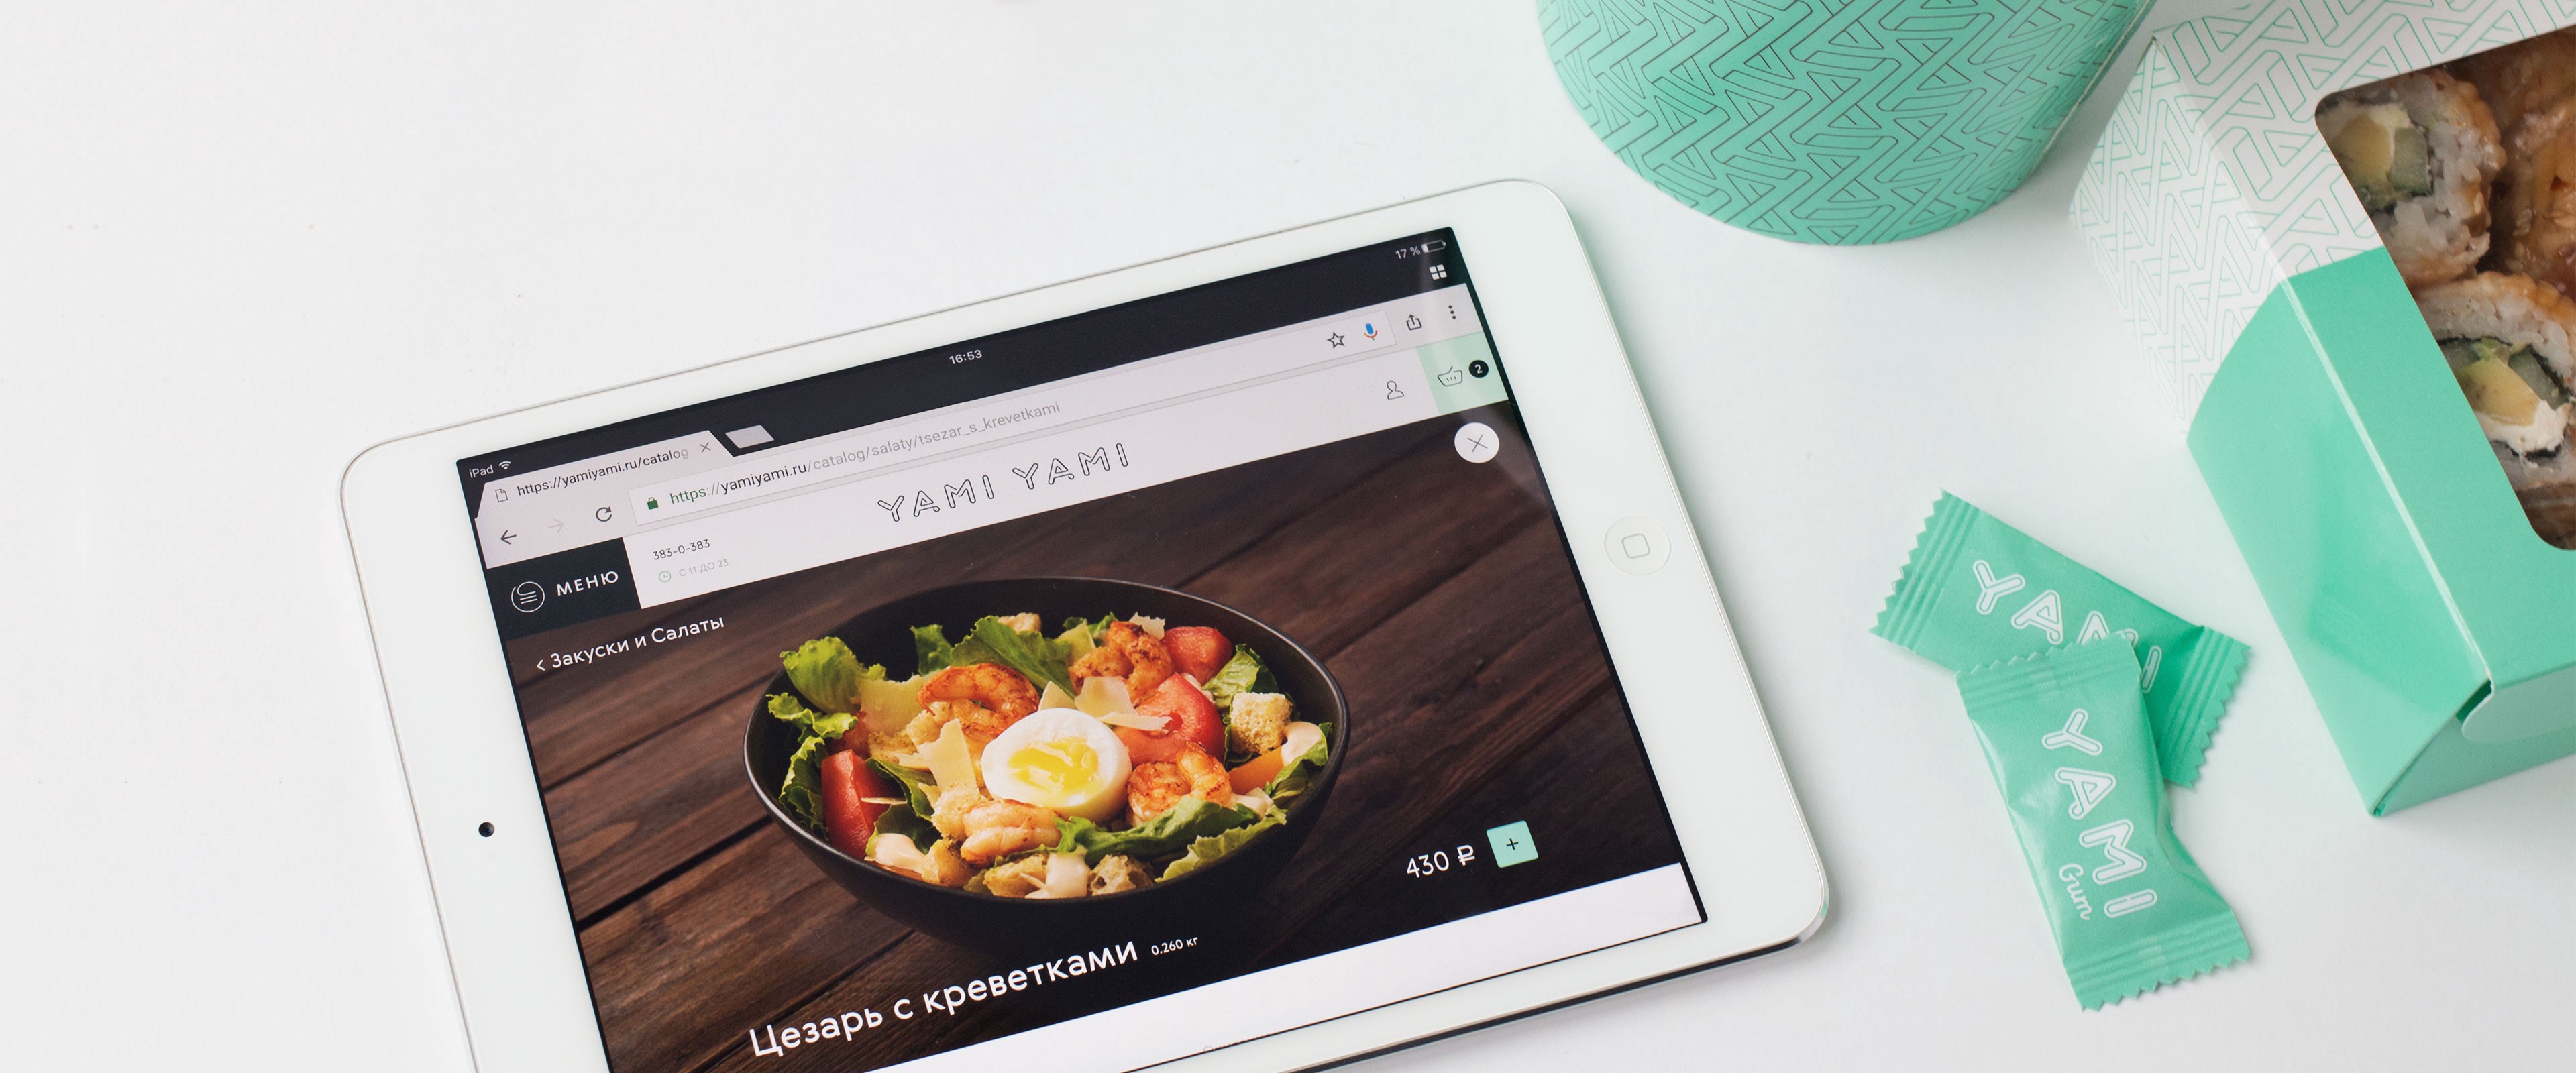 17 %
16:53
iPad
https://yamiyami.ru/catalog
https://yamiyami.ru/catalog/salaty/tsezar_s_krevetkami
2
YAMI YAMI
383-0-383
С 11 ДО 23
МЕНЮ
Закуски и Салаты
430 ₽
+
Цезарь с креветками 0.260 кг
YAMI
YAMI
Gum